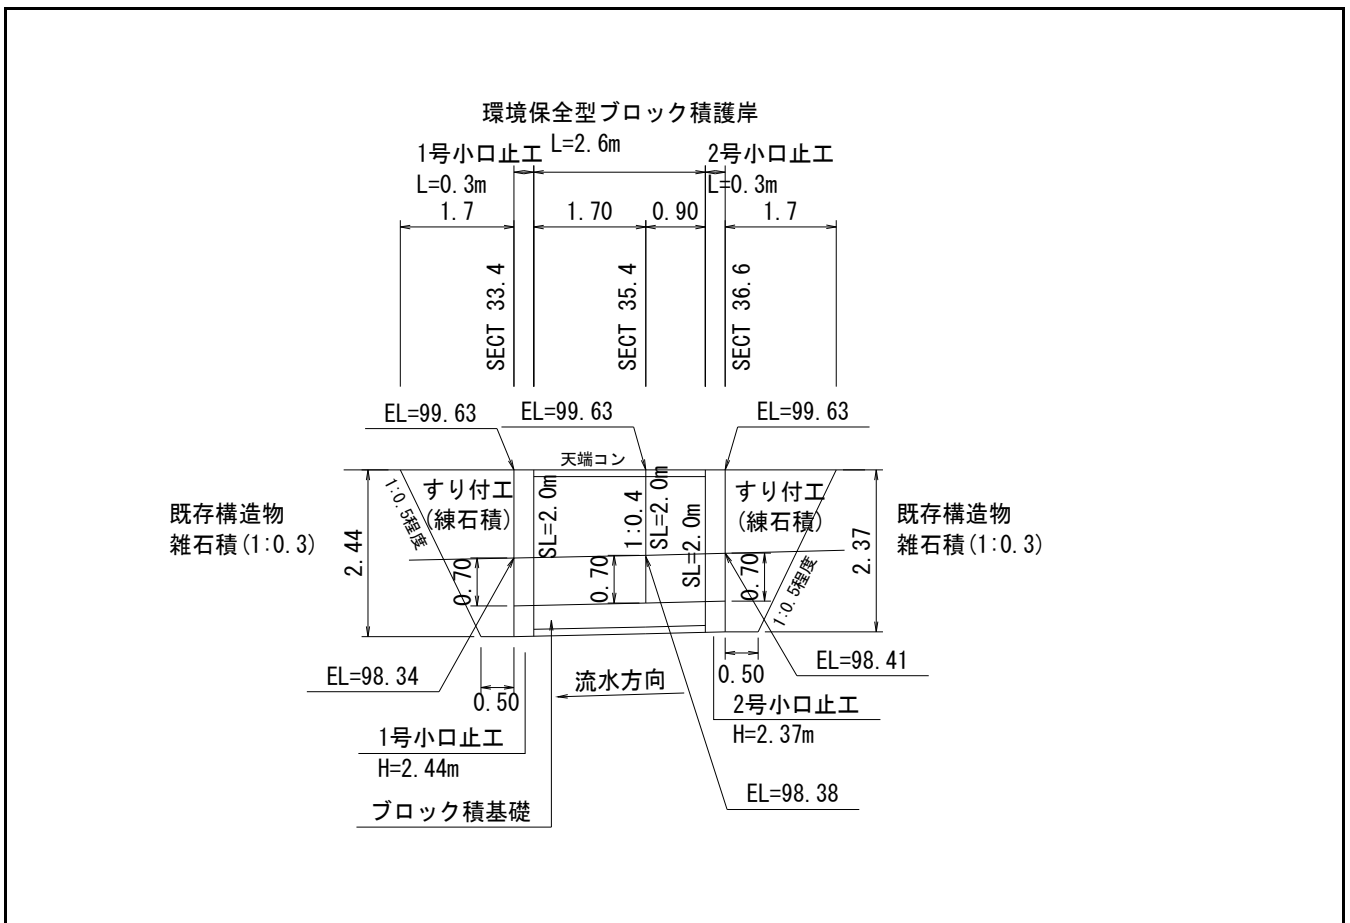 環境保全型ブロック積護岸
L=2.6m
1号小口止工
L=0.3m
2号小口止工
L=0.3m
1.7
1.70
0.90
1.7
SECT 33.4
SECT 35.4
SECT 36.6
EL=99.63
EL=99.63
EL=99.63
天端コン
既存構造物
雑石積(1:0.3)
2.44
1:0.5程度
すり付工
(練石積)
SL=2.0m
1:0.4
SL=2.0m
SL=2.0m
すり付工
(練石積)
1:0.5程度
2.37
既存構造物
雑石積(1:0.3)
0.70
0.70
0.70
EL=98.34
0.50
流水方向
0.50
EL=98.41
1号小口止工
H=2.44m
2号小口止工
H=2.37m
ブロック積基礎
EL=98.38